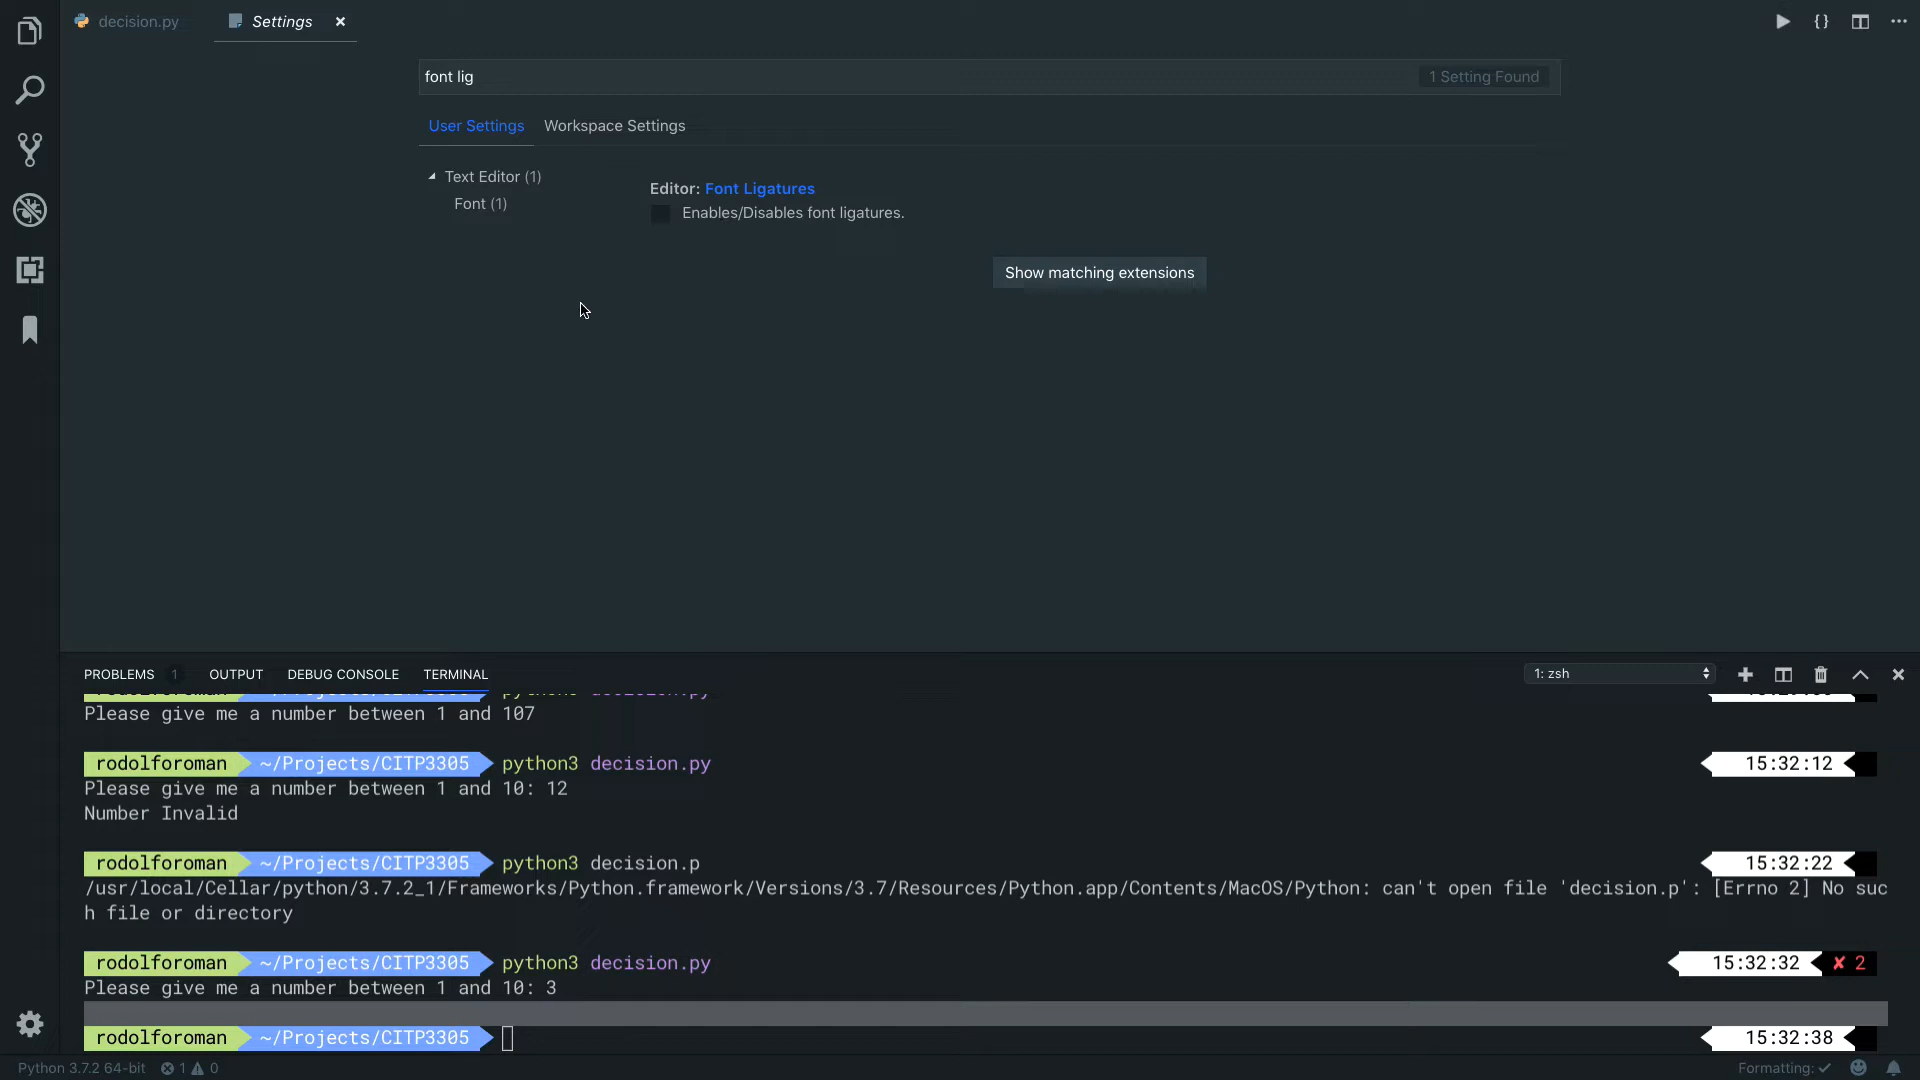 decision.py
Settings
font lig
1 Setting Found
User Settings
Workspace Settings
Text Editor (1)
Font (1)
Editor: Font Ligatures
Enables/Disables font ligatures.
Show matching extensions
PROBLEMS 1 OUTPUT DEBUG CONSOLE TERMINAL
1: zsh
Please give me a number between 1 and 107
rodolforoman ~/Projects/CITP3305 python3 decision.py 15:32:12
Please give me a number between 1 and 10: 12
Number Invalid
rodolforoman ~/Projects/CITP3305 python3 decision.p 15:32:22
/usr/local/Cellar/python/3.7.2_1/Frameworks/Python.framework/Versions/3.7/Resources/Python.app/Contents/MacOS/Python: can't open file 'decision.p': [Errno 2] No suc
h file or directory
rodolforoman ~/Projects/CITP3305 python3 decision.py 15:32:32 ✘ 2
Please give me a number between 1 and 10: 3
rodolforoman ~/Projects/CITP3305 15:32:38
Python 3.7.2 64-bit 1 0
Formatting: ✓